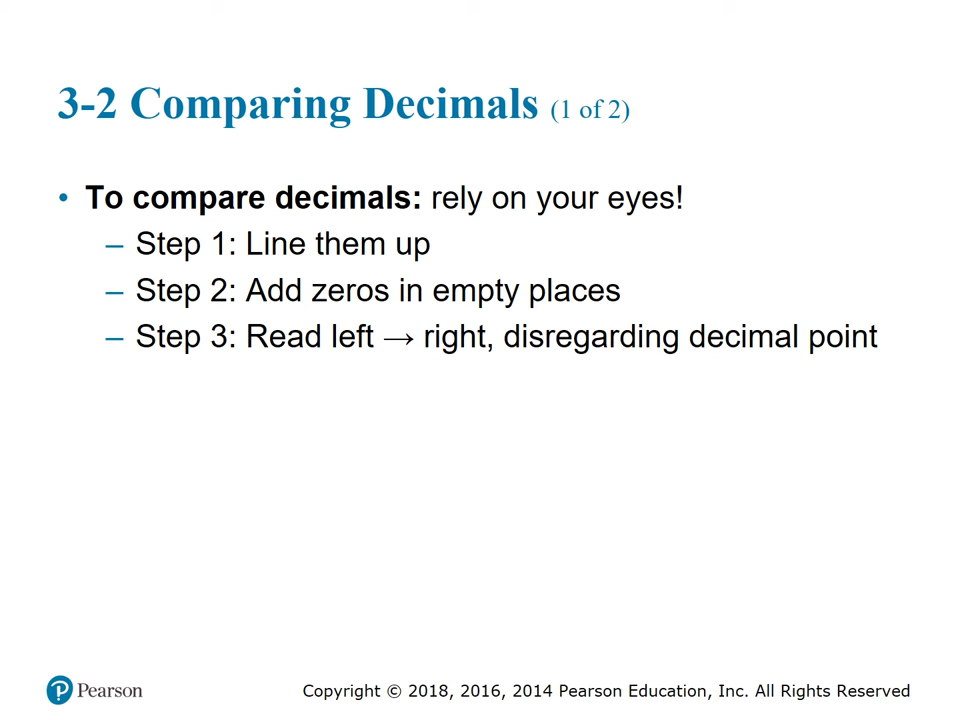 3-2 Comparing Decimals (1 of 2)
• To compare decimals: rely on your eyes!
– Step 1: Line them up
– Step 2: Add zeros in empty places
– Step 3: Read left → right, disregarding decimal point
Pearson
Copyright © 2018, 2016, 2014 Pearson Education, Inc. All Rights Reserved